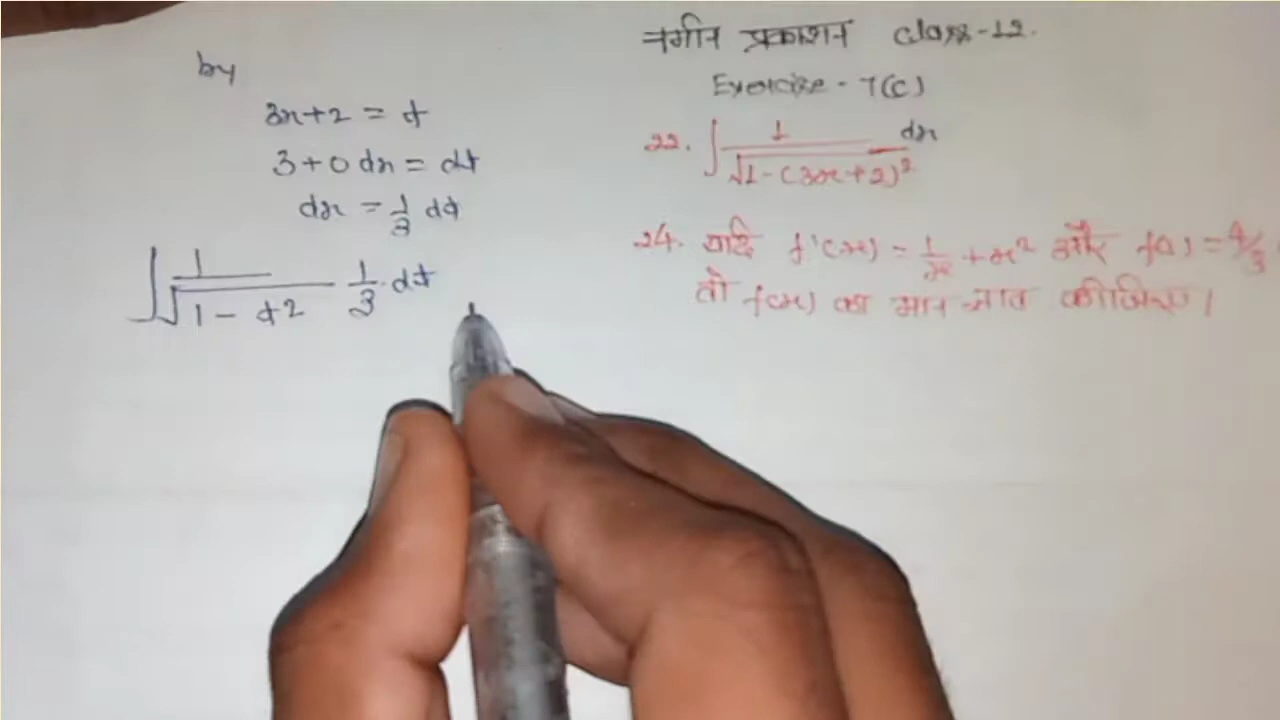 by
3x+2 = t
3+0 dx = dt
dx = 1/3 dt
∫ 1/√(1-t2) 1/3 . dt
नगीन प्रकाशन Class-12.
Exercise - 7(C)
22. ∫ 1/√(1-(3x+2)²) dx
24. यदि f'(x) = 1/x + x² और f(1) = 4/3
तो f(x) का मान ज्ञात कीजिए।